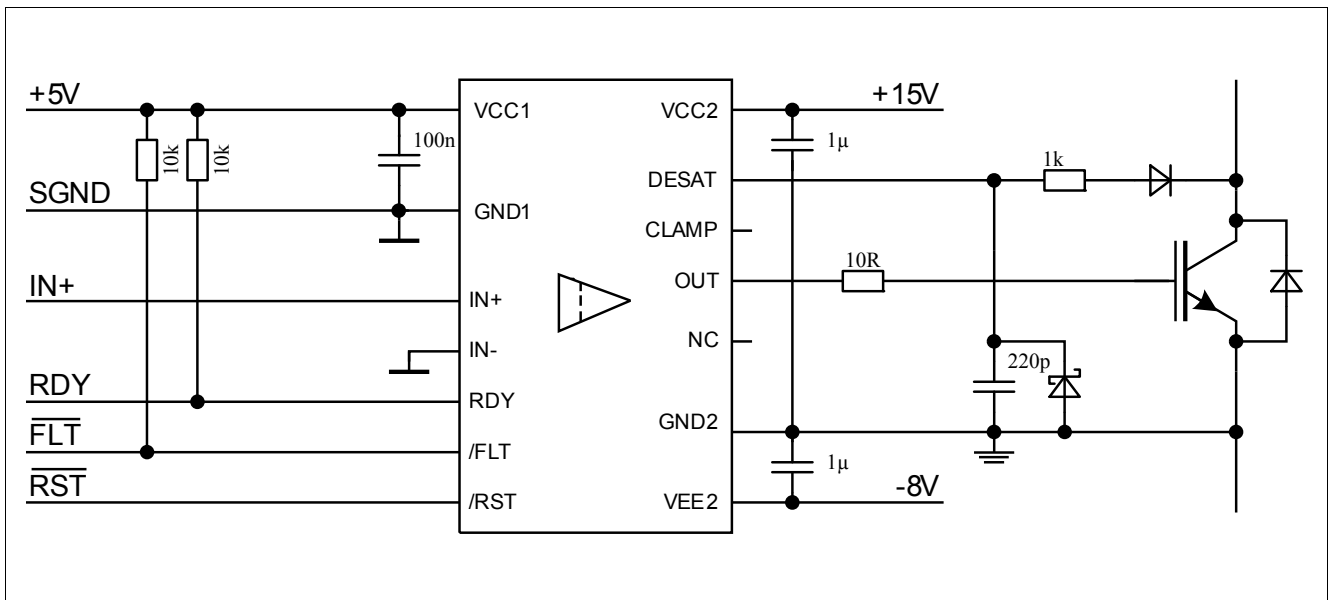 +5V
10k
10k
100n
SGND
IN+
RDY
FLT
RST
VCC1
GND1
IN+
IN-
RDY
/FLT
/RST
VCC2
DESAT
CLAMP
OUT
NC
GND2
VEE2
+15V
1µ
1k
10R
220p
1µ
-8V